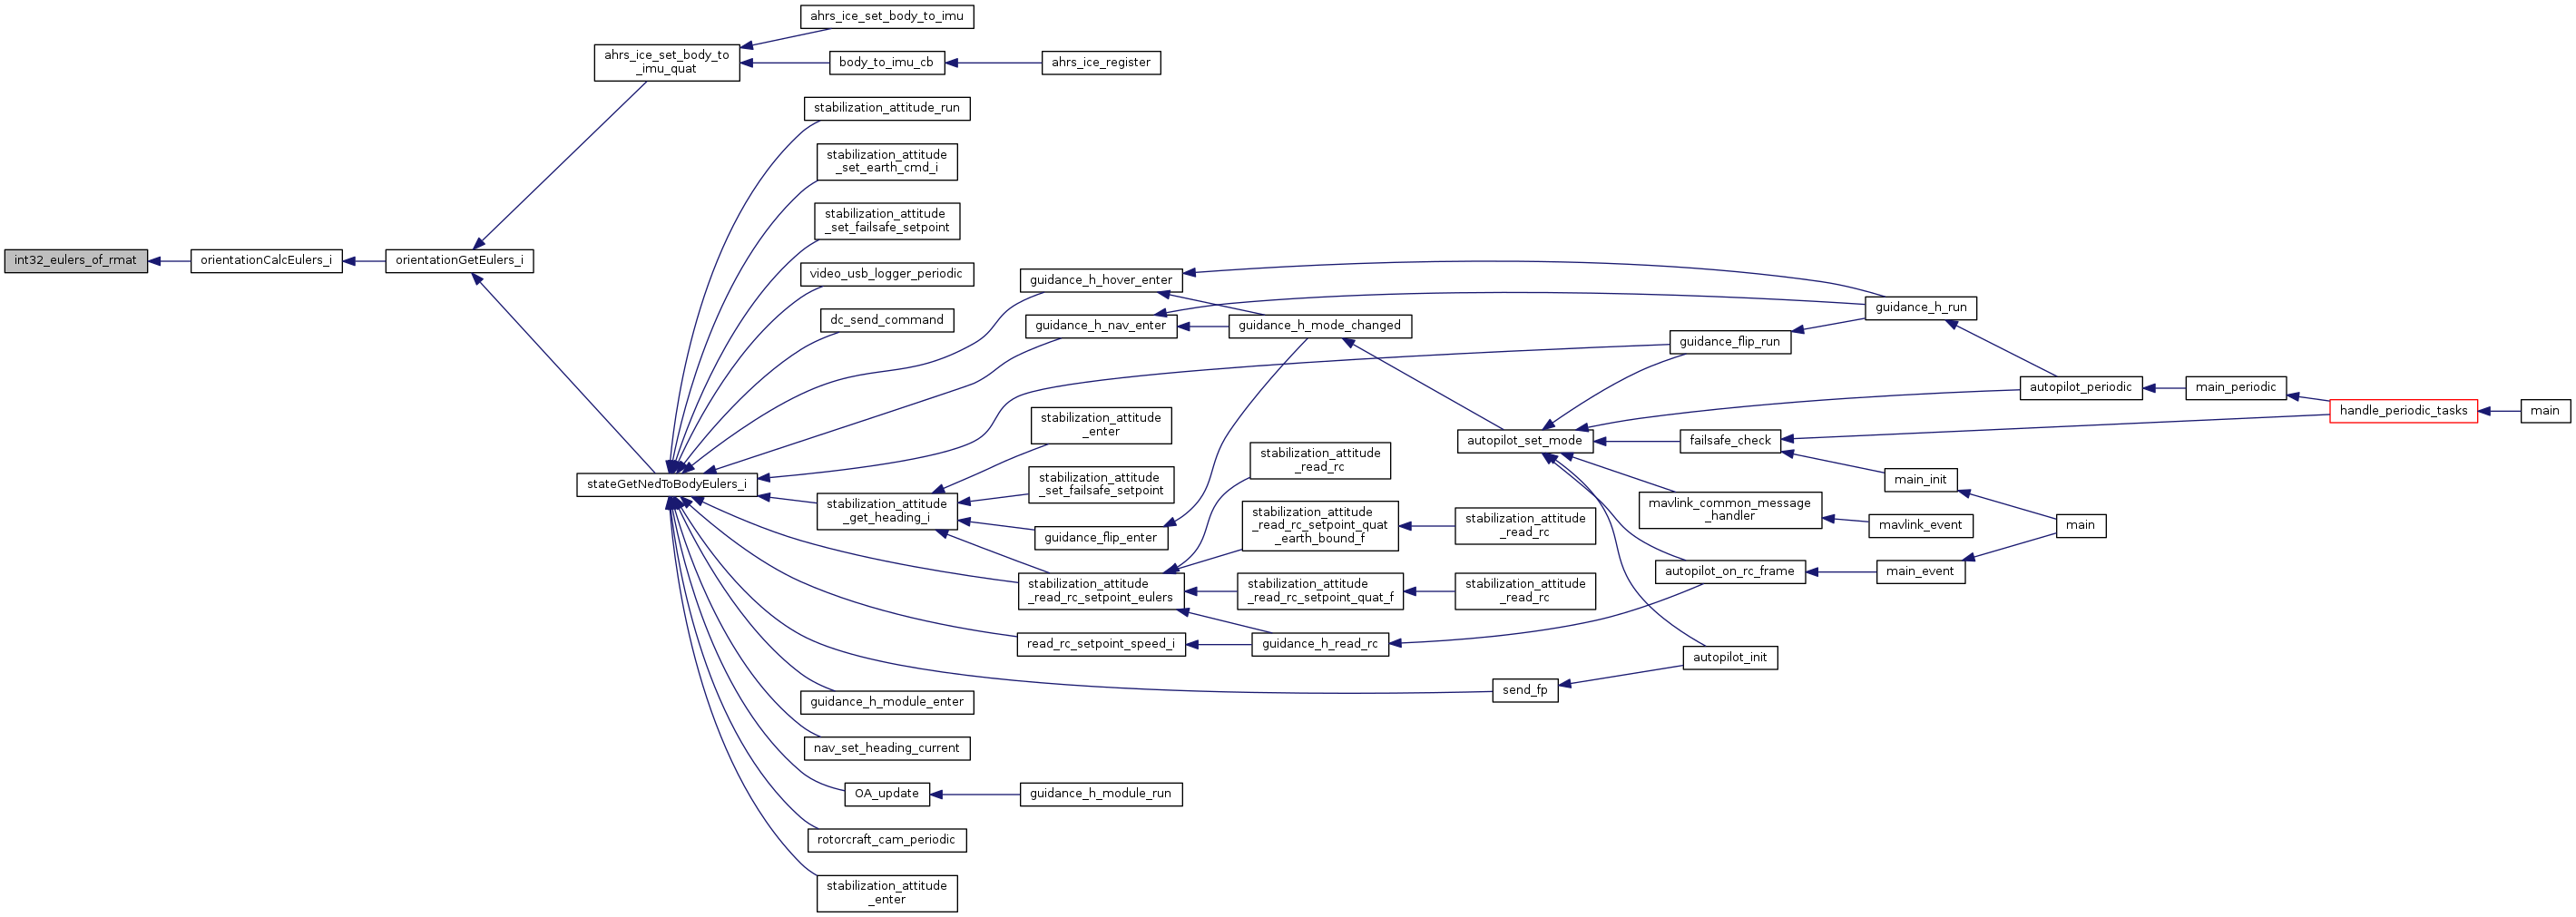 int32_eulers_of_rmat
orientationCalcEulers_i
orientationGetEulers_i
ahrs_ice_set_body_to
_imu_quat
ahrs_ice_set_body_to_imu
body_to_imu_cb
ahrs_ice_register
stateGetNedToBodyEulers_i
stabilization_attitude_run
stabilization_attitude
_set_earth_cmd_i
stabilization_attitude
_set_failsafe_setpoint
video_usb_logger_periodic
dc_send_command
guidance_h_hover_enter
guidance_h_nav_enter
guidance_h_mode_changed
guidance_flip_run
guidance_h_run
autopilot_periodic
main_periodic
handle_periodic_tasks
main
stabilization_attitude
_get_heading_i
stabilization_attitude
_enter
stabilization_attitude
_set_failsafe_setpoint
guidance_flip_enter
stabilization_attitude
_read_rc_setpoint_eulers
stabilization_attitude
_read_rc
stabilization_attitude
_read_rc_setpoint_quat
_earth_bound_f
stabilization_attitude
_read_rc
stabilization_attitude
_read_rc_setpoint_quat_f
stabilization_attitude
_read_rc
read_rc_setpoint_speed_i
guidance_h_read_rc
autopilot_set_mode
failsafe_check
main_init
mavlink_common_message
_handler
mavlink_event
main
autopilot_on_rc_frame
main_event
autopilot_init
send_fp
guidance_h_module_enter
nav_set_heading_current
OA_update
guidance_h_module_run
rotorcraft_cam_periodic
stabilization_attitude
_enter